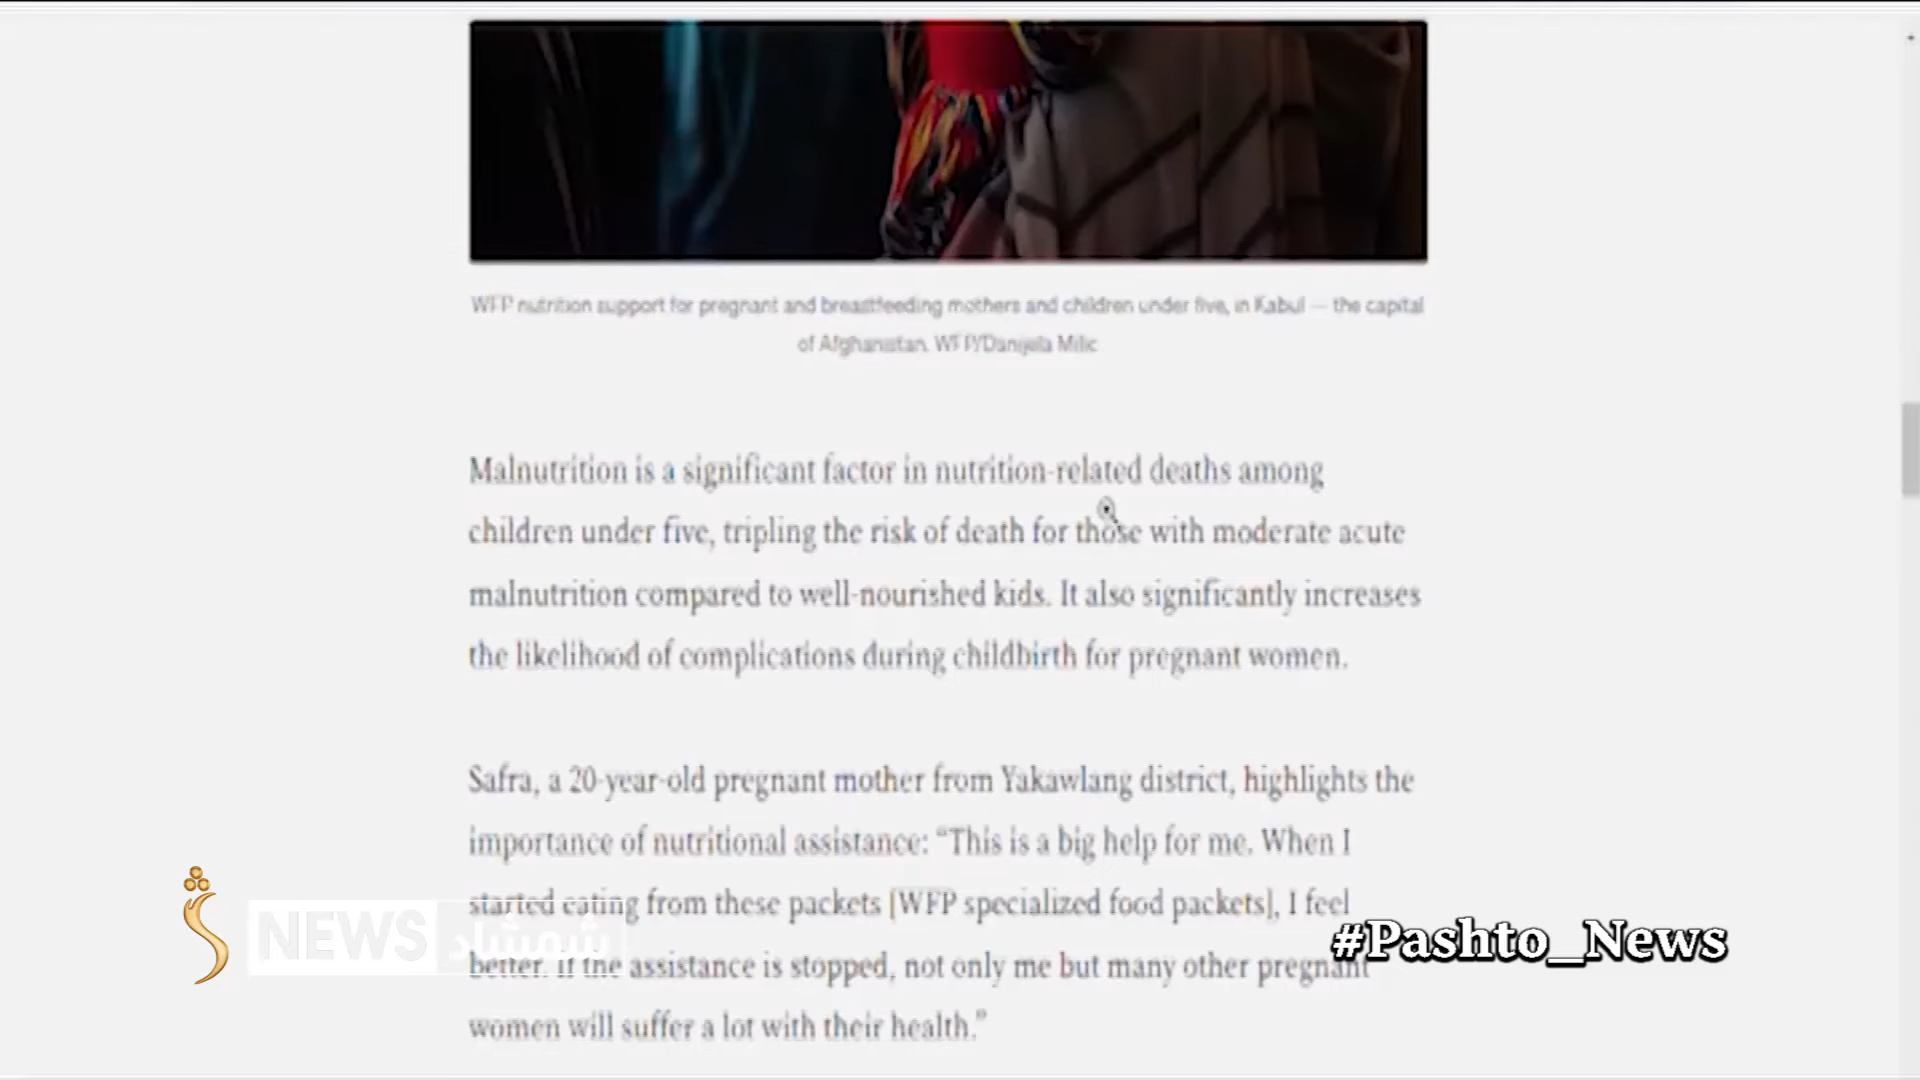 WFP nutrition support for pregnant and breastfeeding mothers and children under five, in Kabul — the capital
of Afghanistan. WFP/Danijela Milic
Malnutrition is a significant factor in nutrition-related deaths among
children under five, tripling the risk of death for those with moderate acute
malnutrition compared to well-nourished kids. It also significantly increases
the likelihood of complications during childbirth for pregnant women.
Safra, a 20-year-old pregnant mother from Yakawlang district, highlights the
importance of nutritional assistance: “This is a big help for me. When I
started eating from these packets [WFP specialized food packets], I feel
better. If the assistance is stopped, not only me but many other pregnant
women will suffer a lot with their health.”
NEWS شمشاد
#Pashto_News